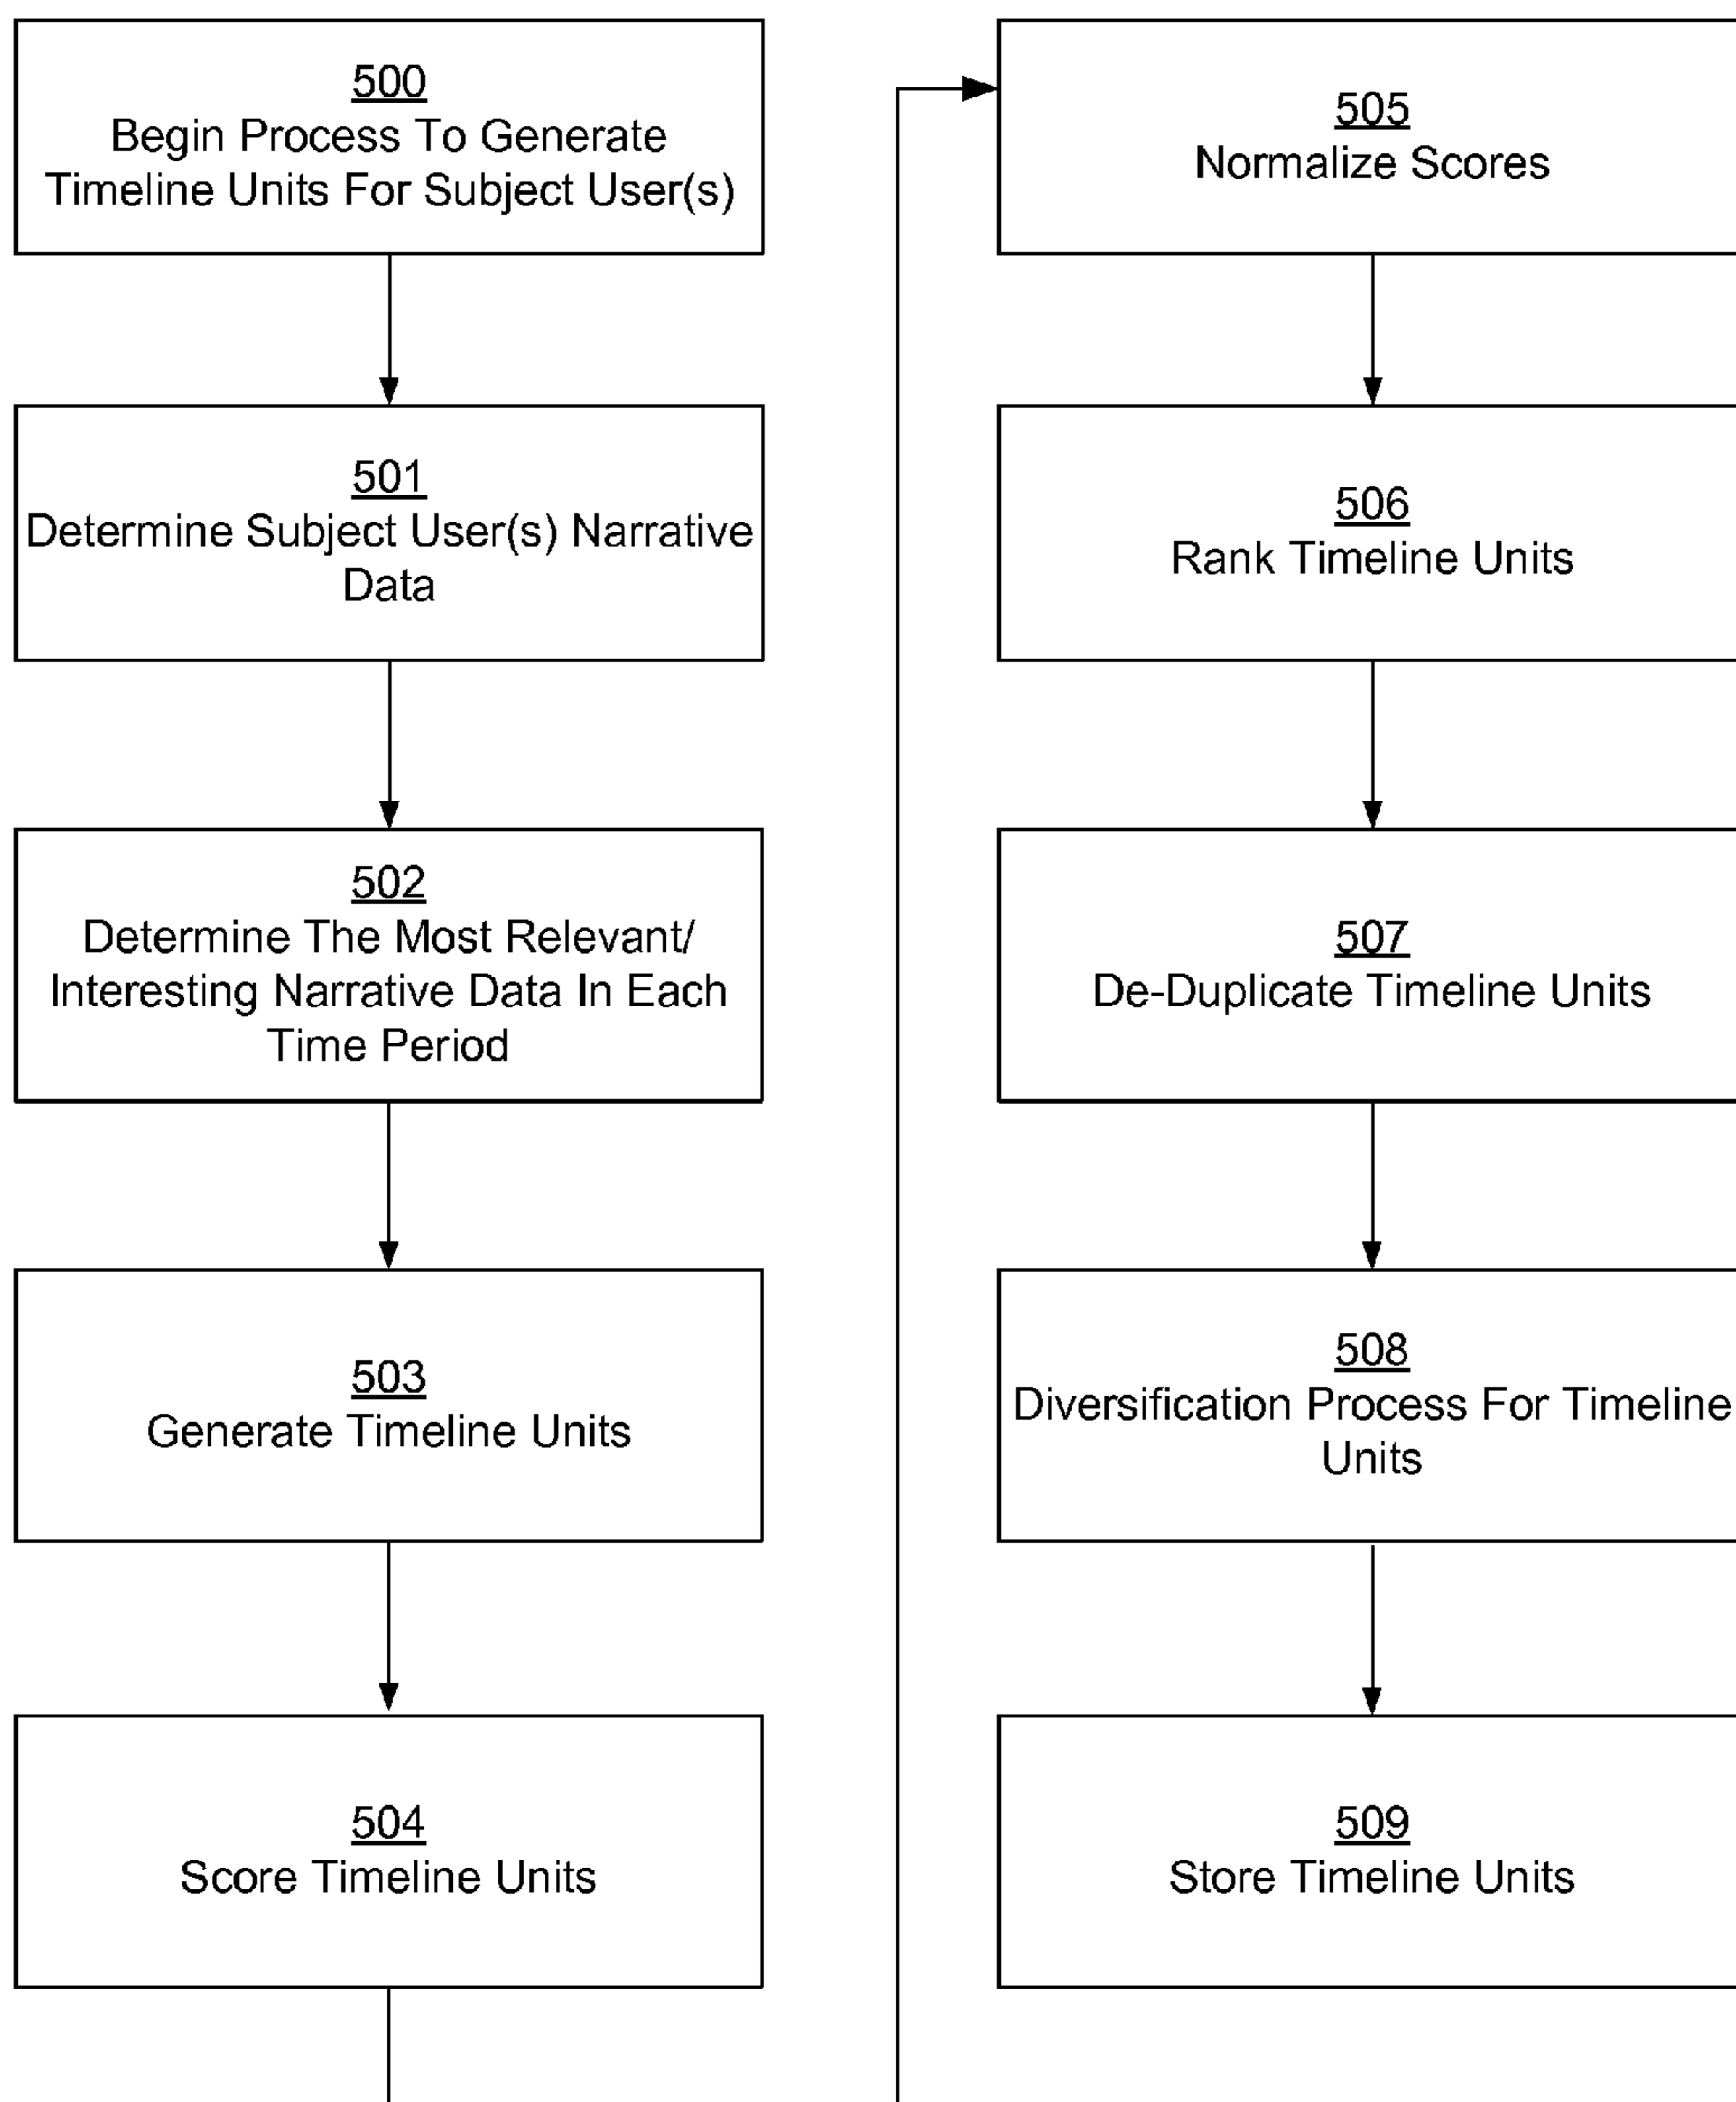 500
Begin Process To Generate
Timeline Units For Subject User(s)
501
Determine Subject User(s) Narrative
Data
502
Determine The Most Relevant/
Interesting Narrative Data In Each
Time Period
503
Generate Timeline Units
504
Score Timeline Units
505
Normalize Scores
506
Rank Timeline Units
507
De-Duplicate Timeline Units
508
Diversification Process For Timeline
Units
509
Store Timeline Units